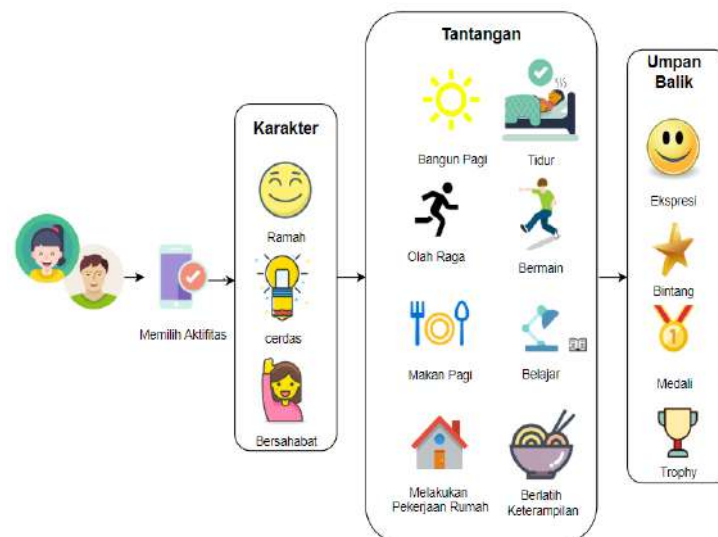 Memilih Aktifitas
Karakter
Ramah
cerdas
Bersahabat
Tantangan
Bangun Pagi
Tidur
Olah Raga
Bermain
Makan Pagi
Belajar
Melakukan
Pekerjaan Rumah
Berlatih
Keterampilan
Umpan
Balik
Ekspresi
Bintang
1
Medali
Trophy